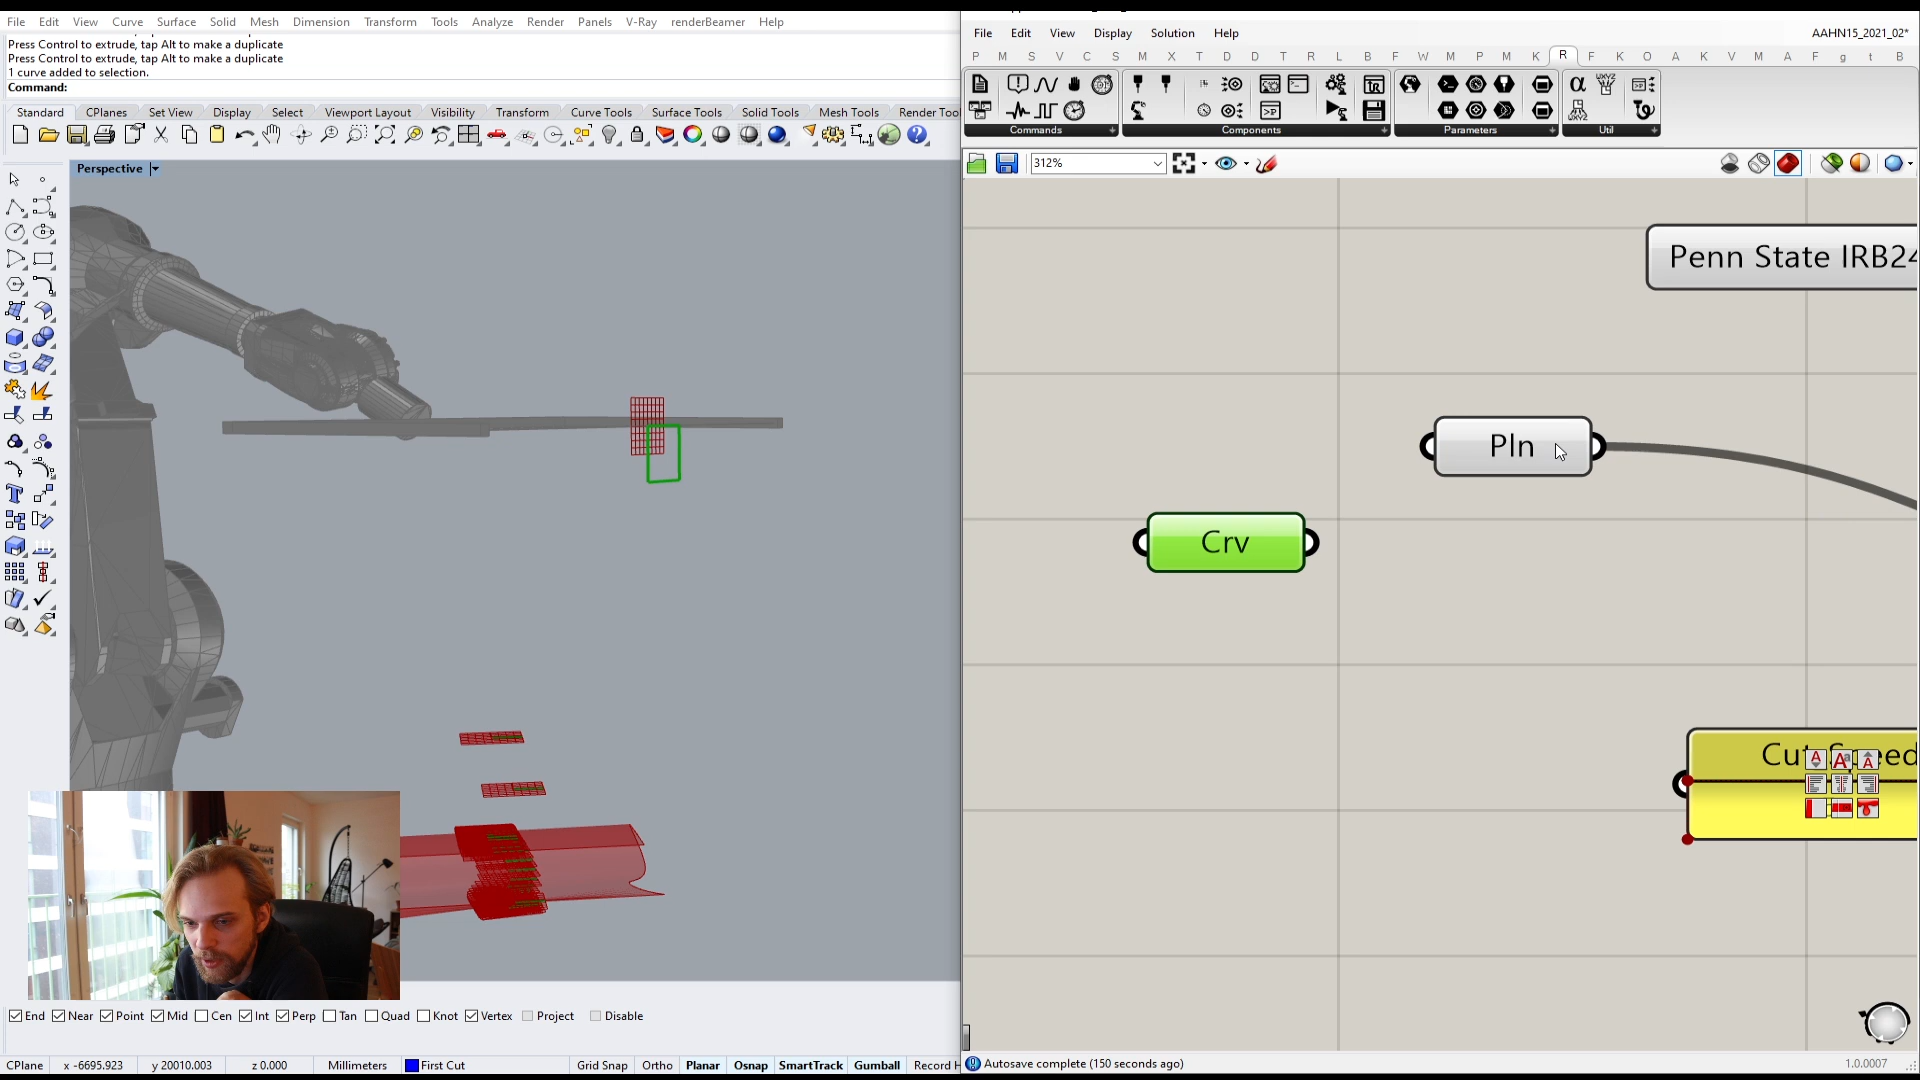 File Edit View Curve Surface Solid Mesh Dimension Transform Tools Analyze Render Panels V-Ray renderBeamer Help
Press Control to extrude, tap Alt to make a duplicate
Press Control to extrude, tap Alt to make a duplicate
1 curve added to selection.
Command:
Standard CPlanes Set View Display Select Viewport Layout Visibility Transform Curve Tools Surface Tools Solid Tools Mesh Tools Render Too
Perspective
End Near Point Mid Cen Int Perp Tan Quad Knot Vertex Project Disable
CPlane x -6695.923 y 20010.003 z 0.000 Millimeters First Cut Grid Snap Ortho Planar Osnap SmartTrack Gumball Record H
File Edit View Display Solution Help AAHN15_2021_02*
P M S V C S M X T D D T R L B F W M P M K R F K O A K V M A F g t B
Commands Components Parameters Util
312%
Penn State IRB24
Pln
Crv
Cut Speed
Autosave complete (150 seconds ago) 1.0.0007